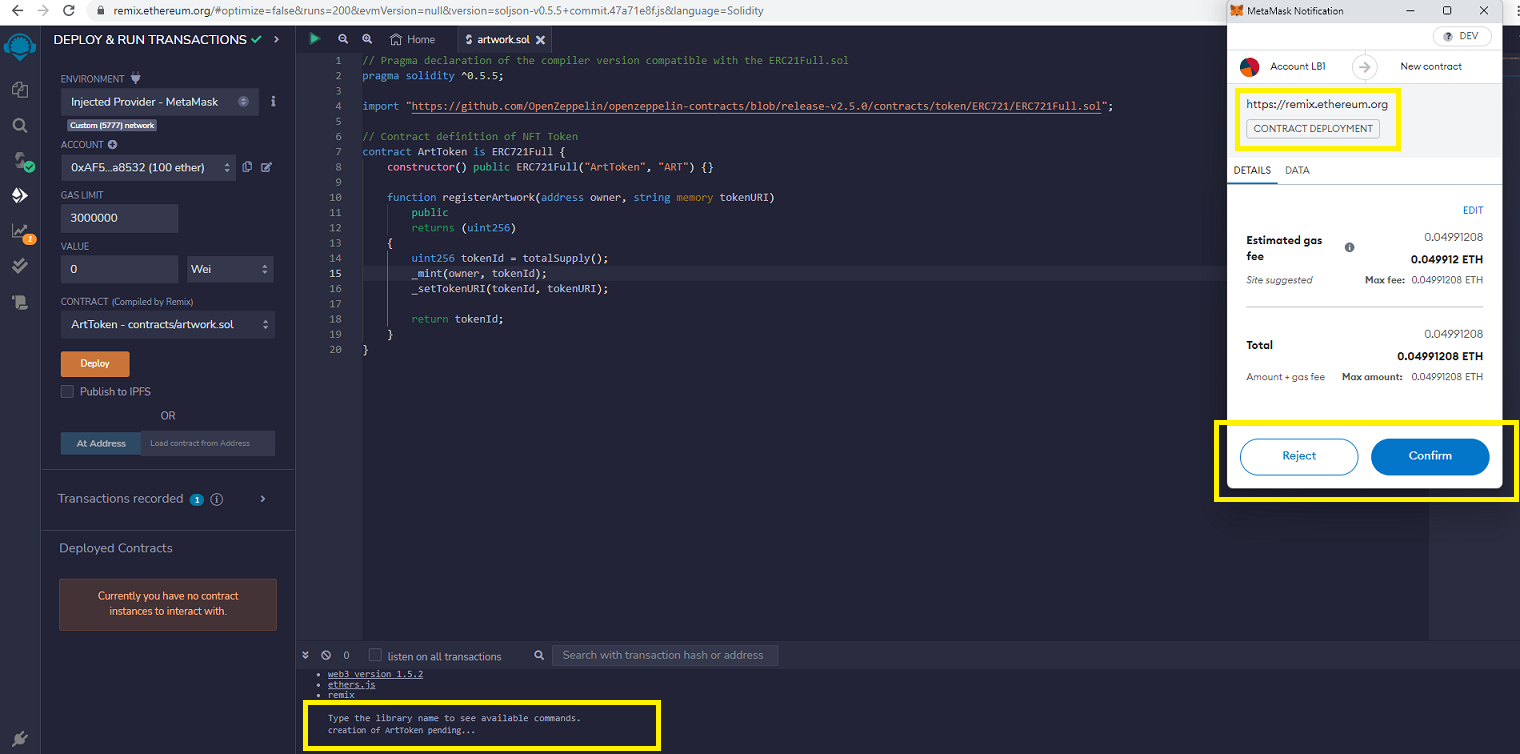 remix.ethereum.org/#optimize=false&runs=200&evmVersion=null&version=soljson-v0.5.5+commit.47a71e8f.js&language=Solidity
DEPLOY & RUN TRANSACTIONS
ENVIRONMENT
Injected Provider - MetaMask
Custom (5777) network
ACCOUNT
0xAF5...a8532 (100 ether)
GAS LIMIT
3000000
VALUE
0
Wei
CONTRACT (Compiled by Remix)
ArtToken - contracts/artwork.sol
Deploy
Publish to IPFS
OR
At Address
Load contract from Address
Transactions recorded 1
Deployed Contracts
Currently you have no contract
instances to interact with.
1
Home
artwork.sol
1 // Pragma declaration of the compiler version compatible with the ERC21Full.sol
2 pragma solidity ^0.5.5;
3
4 import "https://github.com/OpenZeppelin/openzeppelin-contracts/blob/release-v2.5.0/contracts/token/ERC721/ERC721Full.sol";
5
6 // Contract definition of NFT Token
7 contract ArtToken is ERC721Full {
8 constructor() public ERC721Full("ArtToken", "ART") {}
9
10 function registerArtwork(address owner, string memory tokenURI)
11 public
12 returns (uint256)
13 {
14 uint256 tokenId = totalSupply();
15 _mint(owner, tokenId);
16 _setTokenURI(tokenId, tokenURI);
17
18 return tokenId;
19 }
20 }
0
listen on all transactions
Search with transaction hash or address
• web3 version 1.5.2
• ethers.js
• remix
Type the library name to see available commands.
creation of ArtToken pending...
MetaMask Notification
DEV
Account LB1
New contract
https://remix.ethereum.org
CONTRACT DEPLOYMENT
DETAILS
DATA
EDIT
Estimated gas
fee
0.04991208
0.049912 ETH
Site suggested
Max fee: 0.04991208 ETH
0.04991208
Total
0.04991208 ETH
Amount + gas fee
Max amount: 0.04991208 ETH
Reject
Confirm